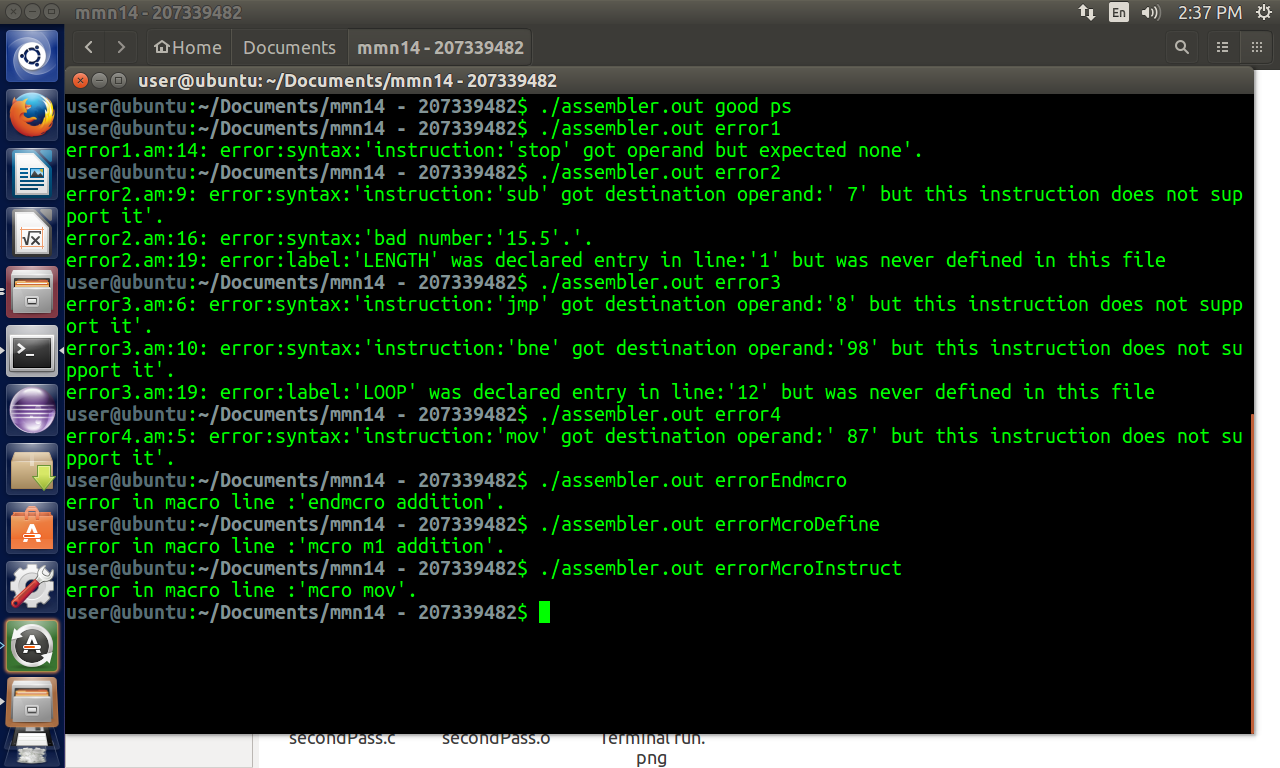 mmn14 - 207339482
En
2:37 PM
Home
Documents
mmn14 - 207339482
user@ubuntu: ~/Documents/mmn14 - 207339482
user@ubuntu:~/Documents/mmn14 - 207339482$ ./assembler.out good ps
user@ubuntu:~/Documents/mmn14 - 207339482$ ./assembler.out error1
error1.am:14: error:syntax:'instruction:'stop' got operand but expected none'.
user@ubuntu:~/Documents/mmn14 - 207339482$ ./assembler.out error2
error2.am:9: error:syntax:'instruction:'sub' got destination operand:' 7' but this instruction does not sup
port it'.
error2.am:16: error:syntax:'bad number:'15.5'.'.
error2.am:19: error:label:'LENGTH' was declared entry in line:'1' but was never defined in this file
user@ubuntu:~/Documents/mmn14 - 207339482$ ./assembler.out error3
error3.am:6: error:syntax:'instruction:'jmp' got destination operand:'8' but this instruction does not supp
ort it'.
error3.am:10: error:syntax:'instruction:'bne' got destination operand:'98' but this instruction does not su
pport it'.
error3.am:19: error:label:'LOOP' was declared entry in line:'12' but was never defined in this file
user@ubuntu:~/Documents/mmn14 - 207339482$ ./assembler.out error4
error4.am:5: error:syntax:'instruction:'mov' got destination operand:' 87' but this instruction does not su
pport it'.
user@ubuntu:~/Documents/mmn14 - 207339482$ ./assembler.out errorEndmcro
error in macro line :'endmcro addition'.
user@ubuntu:~/Documents/mmn14 - 207339482$ ./assembler.out errorMcroDefine
error in macro line :'mcro m1 addition'.
user@ubuntu:~/Documents/mmn14 - 207339482$ ./assembler.out errorMcroInstruct
error in macro line :'mcro mov'.
user@ubuntu:~/Documents/mmn14 - 207339482$
secondPass.c
secondPass.o
Terminal run.
png